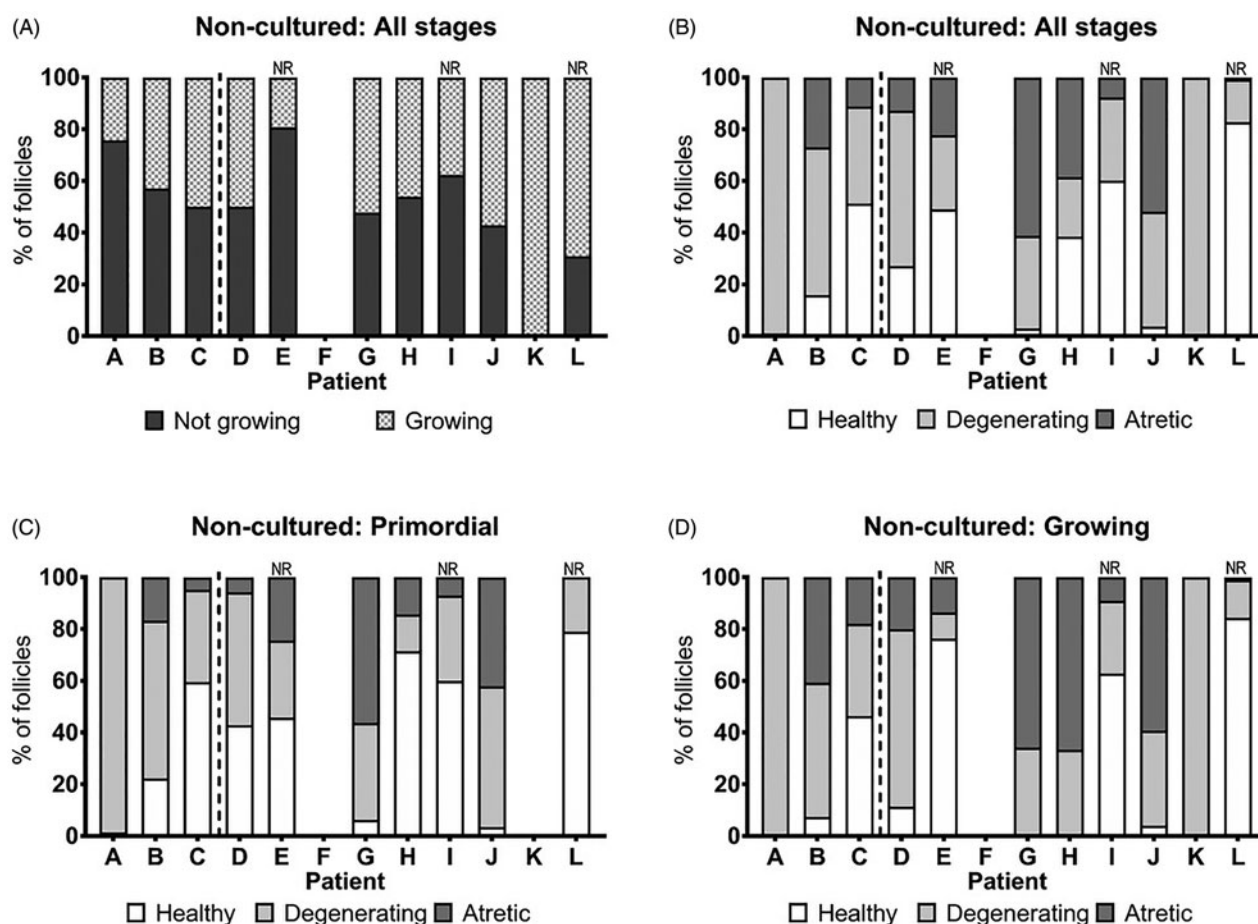 (A) Non-cultured: All stages
NR NR NR
100
80
60
40
20
0
% of follicles
A B C D E F G H I J K L
Patient
Not growing Growing
(B) Non-cultured: All stages
NR NR NR
100
80
60
40
20
0
% of follicles
A B C D E F G H I J K L
Patient
Healthy Degenerating Atretic
(C) Non-cultured: Primordial
NR NR NR
100
80
60
40
20
0
% of follicles
A B C D E F G H I J K L
Patient
Healthy Degenerating Atretic
(D) Non-cultured: Growing
NR NR NR
100
80
60
40
20
0
% of follicles
A B C D E F G H I J K L
Patient
Healthy Degenerating Atretic